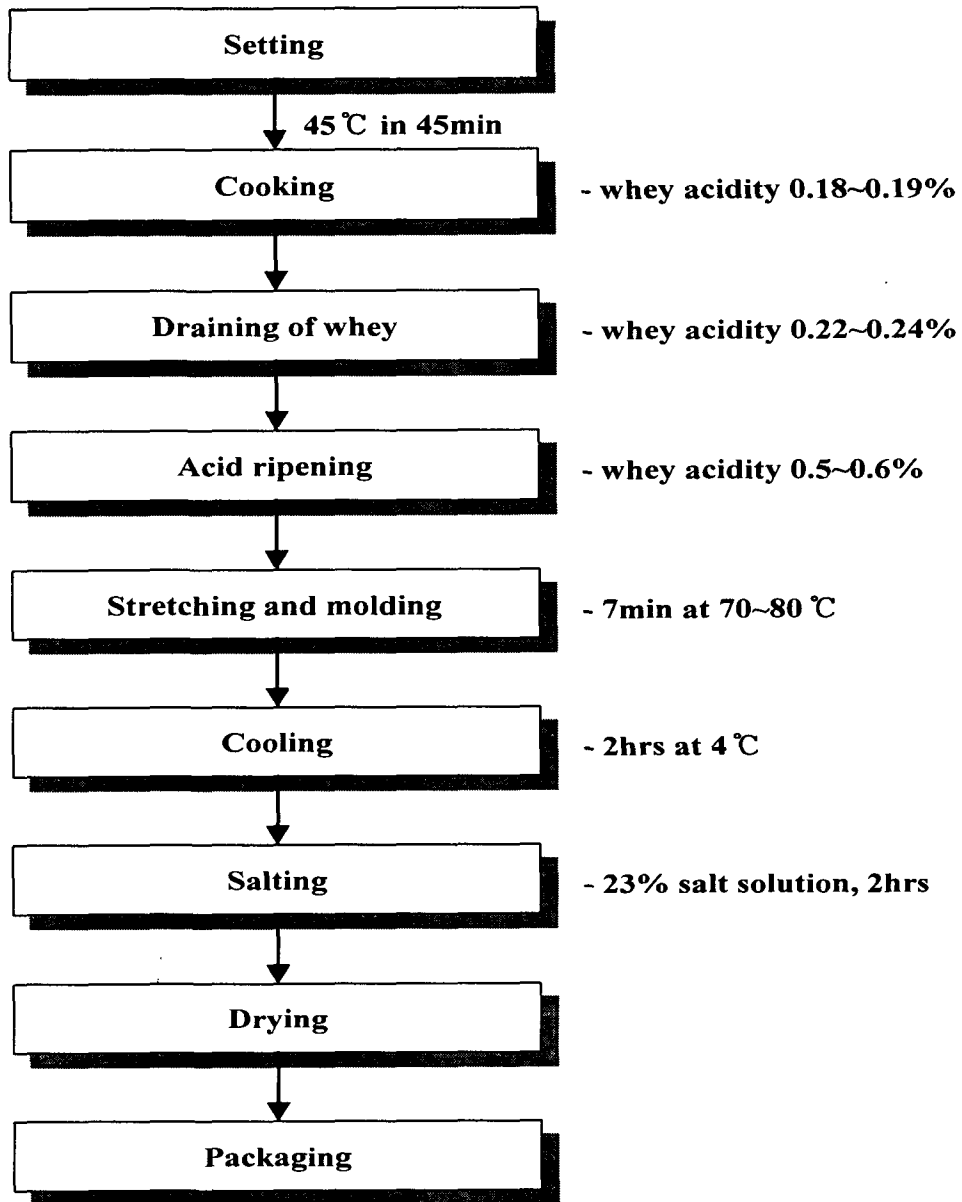 Setting
45℃ in 45min
Cooking
- whey acidity 0.18~0.19%
Draining of whey
- whey acidity 0.22~0.24%
Acid ripening
- whey acidity 0.5~0.6%
Stretching and molding
- 7min at 70~80℃
Cooling
- 2hrs at 4℃
Salting
- 23% salt solution, 2hrs
Drying
Packaging